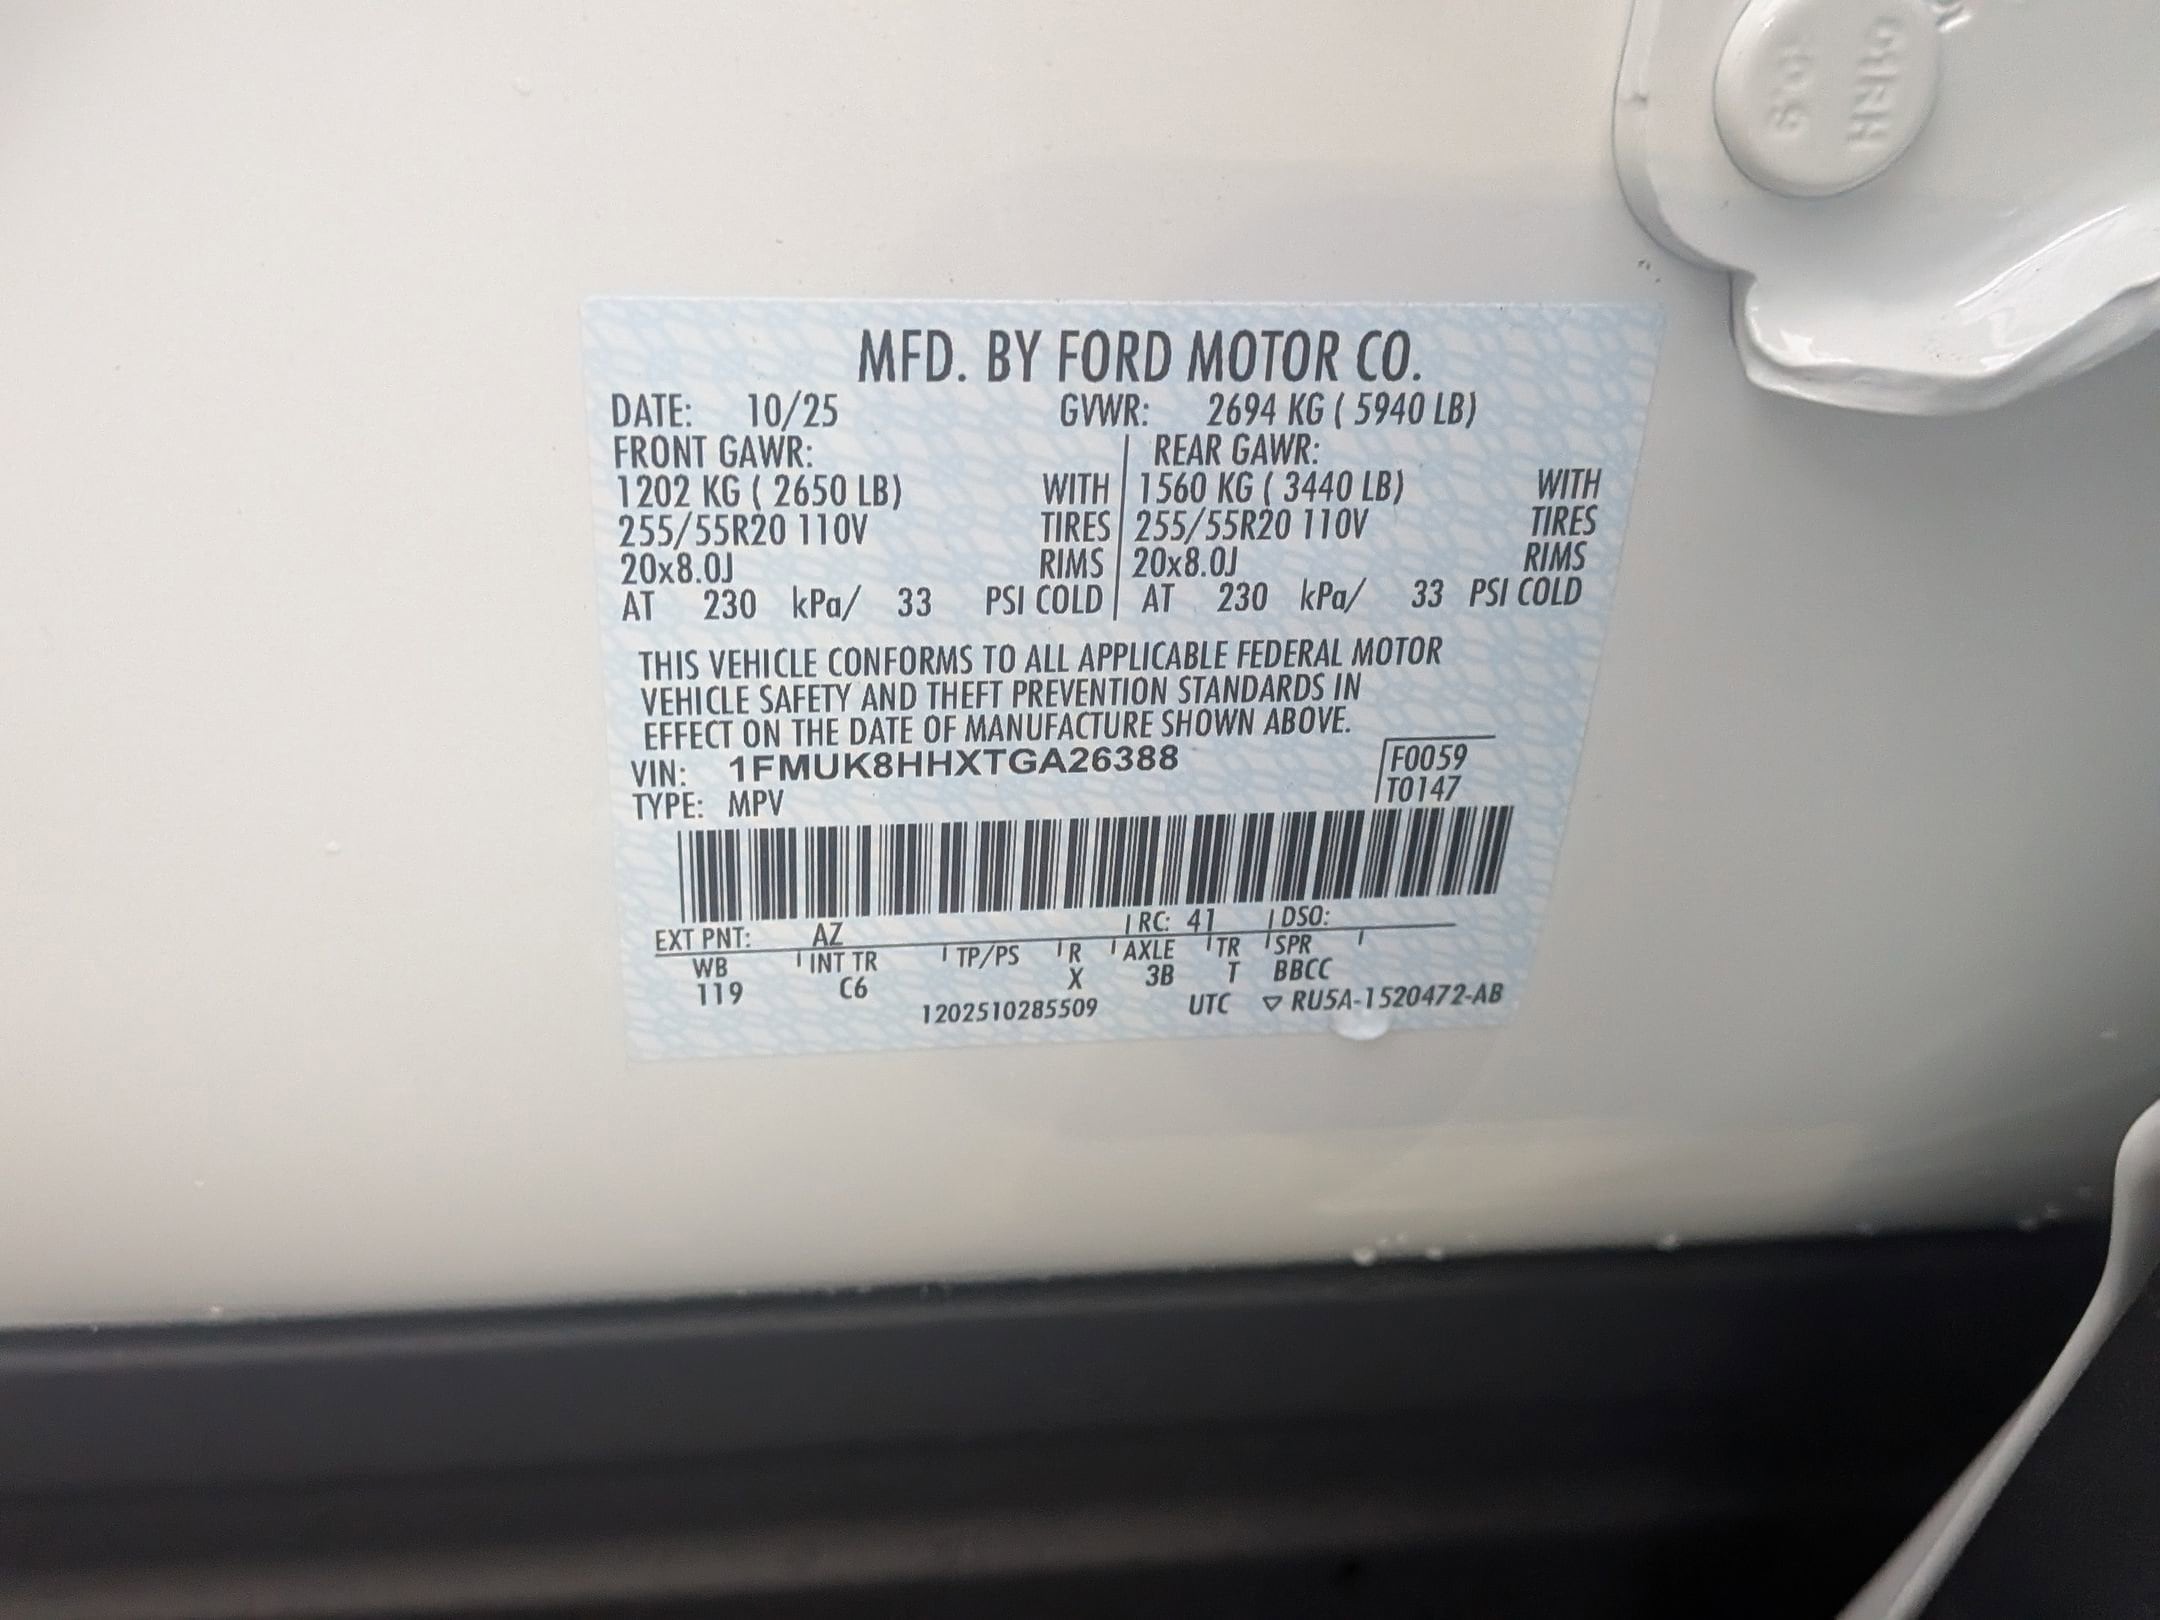 MFD. BY FORD MOTOR CO.
DATE: 10/25 GVWR: 2694 KG ( 5940 LB)
FRONT GAWR: REAR GAWR:
1202 KG ( 2650 LB) WITH 1560 KG ( 3440 LB) WITH
255/55R20 110V TIRES 255/55R20 110V TIRES
20x8.0J RIMS 20x8.0J RIMS
AT 230 kPa/ 33 PSI COLD AT 230 kPa/ 33 PSI COLD
THIS VEHICLE CONFORMS TO ALL APPLICABLE FEDERAL MOTOR
VEHICLE SAFETY AND THEFT PREVENTION STANDARDS IN
EFFECT ON THE DATE OF MANUFACTURE SHOWN ABOVE.
VIN: 1FMUK8HHXTGA26388 F0059
TYPE: MPV T0147
EXT PNT: AZ RC: 41 DSO:
WB INT TR TP/PS R AXLE TR SPR
119 C6 X 3B T BBCC
1202510285509 UTC ▽ RU5A-1520472-AB
10.9